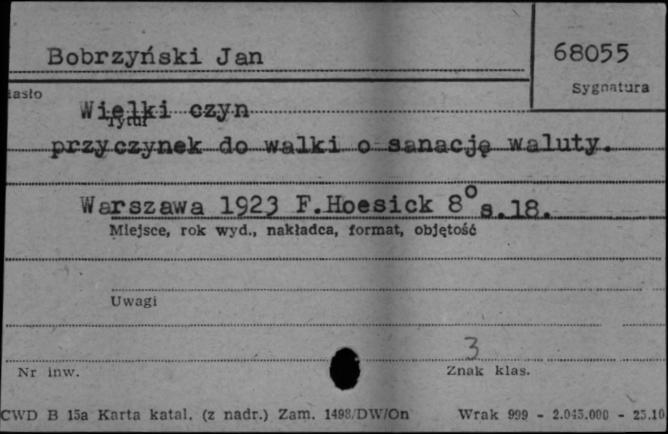 Bobrzyński Jan
68055
Sygnatura
asło
Wielki czyn
Tytuł
przyczynek do walki o sanację waluty.
Warszawa 1923 F.Hoesick 8° s.18.
Miejsce, rok wyd., nakładca, format, objętość
Uwagi
3
Nr inw.
Znak klas.
CWD B 15a Karta katal. (z nadr.) Zam. 1498/DW/On
Wrak 999 - 2.045.000 - 25.10